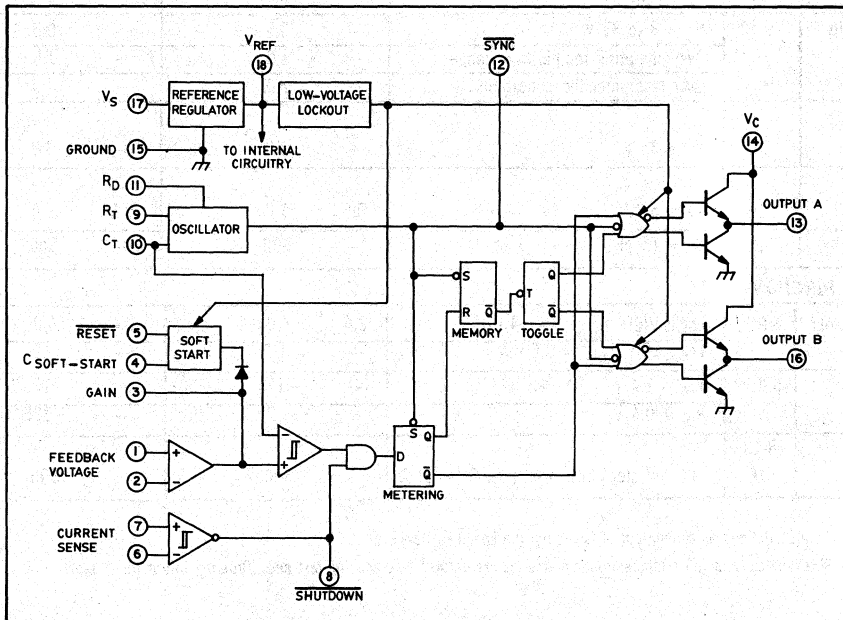 VREF
18
SYNC
12
VS 17
REFERENCE REGULATOR
LOW-VOLTAGE LOCKOUT
VC
14
GROUND 15
TO INTERNAL CIRCUITRY
RD 11
RT 9
CT 10
OSCILLATOR
OUTPUT A
13
S
R Q
MEMORY
T
Q
Q
TOGGLE
RESET 5
SOFT START
CSOFT-START 4
GAIN 3
OUTPUT B
16
FEEDBACK VOLTAGE
1 +
2 -
-
+
S
D
Q
Q
METERING
CURRENT SENSE
7 +
6 -
8
SHUTDOWN